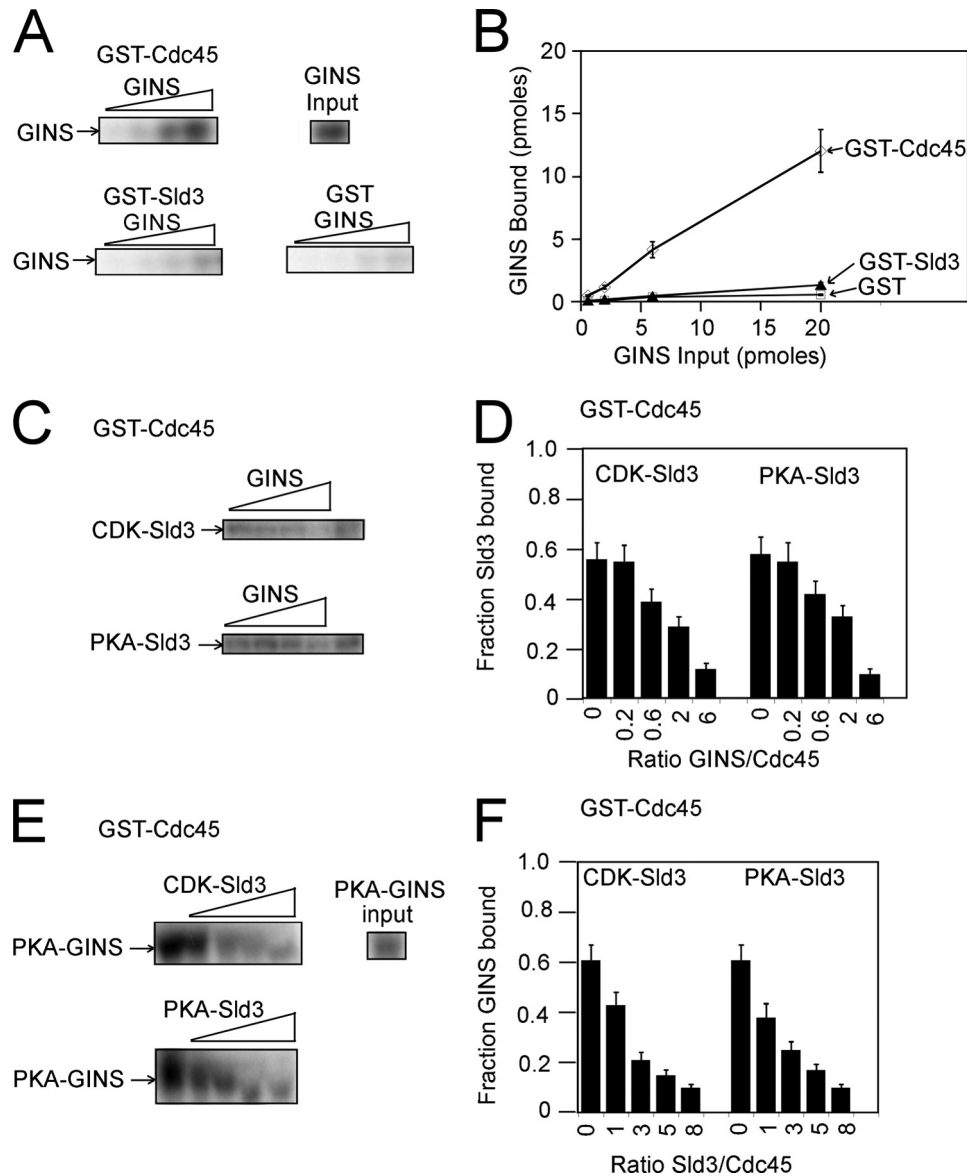 A
GST-Cdc45
GINS
GINS
Input
GINS
GST-Sld3
GINS
GST
GINS
GINS
B
GINS Bound (pmoles)
20
15
10
5
0
0 5 10 15 20
GINS Input (pmoles)
GST-Cdc45
GST-Sld3
GST
C
GST-Cdc45
GINS
CDK-Sld3
GINS
PKA-Sld3
D
GST-Cdc45
Fraction Sld3 bound
1.0
0.8
0.6
0.4
0.2
0
CDK-Sld3 PKA-Sld3
0 0.2 0.6 2 6 0 0.2 0.6 2 6
Ratio GINS/Cdc45
E
GST-Cdc45
CDK-Sld3
PKA-GINS
input
PKA-GINS
PKA-Sld3
PKA-GINS
F
GST-Cdc45
Fraction GINS bound
1.0
0.8
0.6
0.4
0.2
0
CDK-Sld3 PKA-Sld3
0 1 3 5 8 0 1 3 5 8
Ratio Sld3/Cdc45